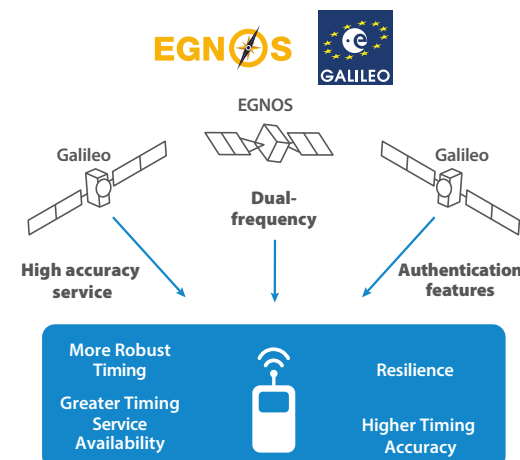 EGNOS
GALILEO
EGNOS
Galileo
Galileo
Dual-
frequency
High accuracy
service
Authentication
features
More Robust
Timing
Resilience
Greater Timing
Service
Availability
Higher Timing
Accuracy